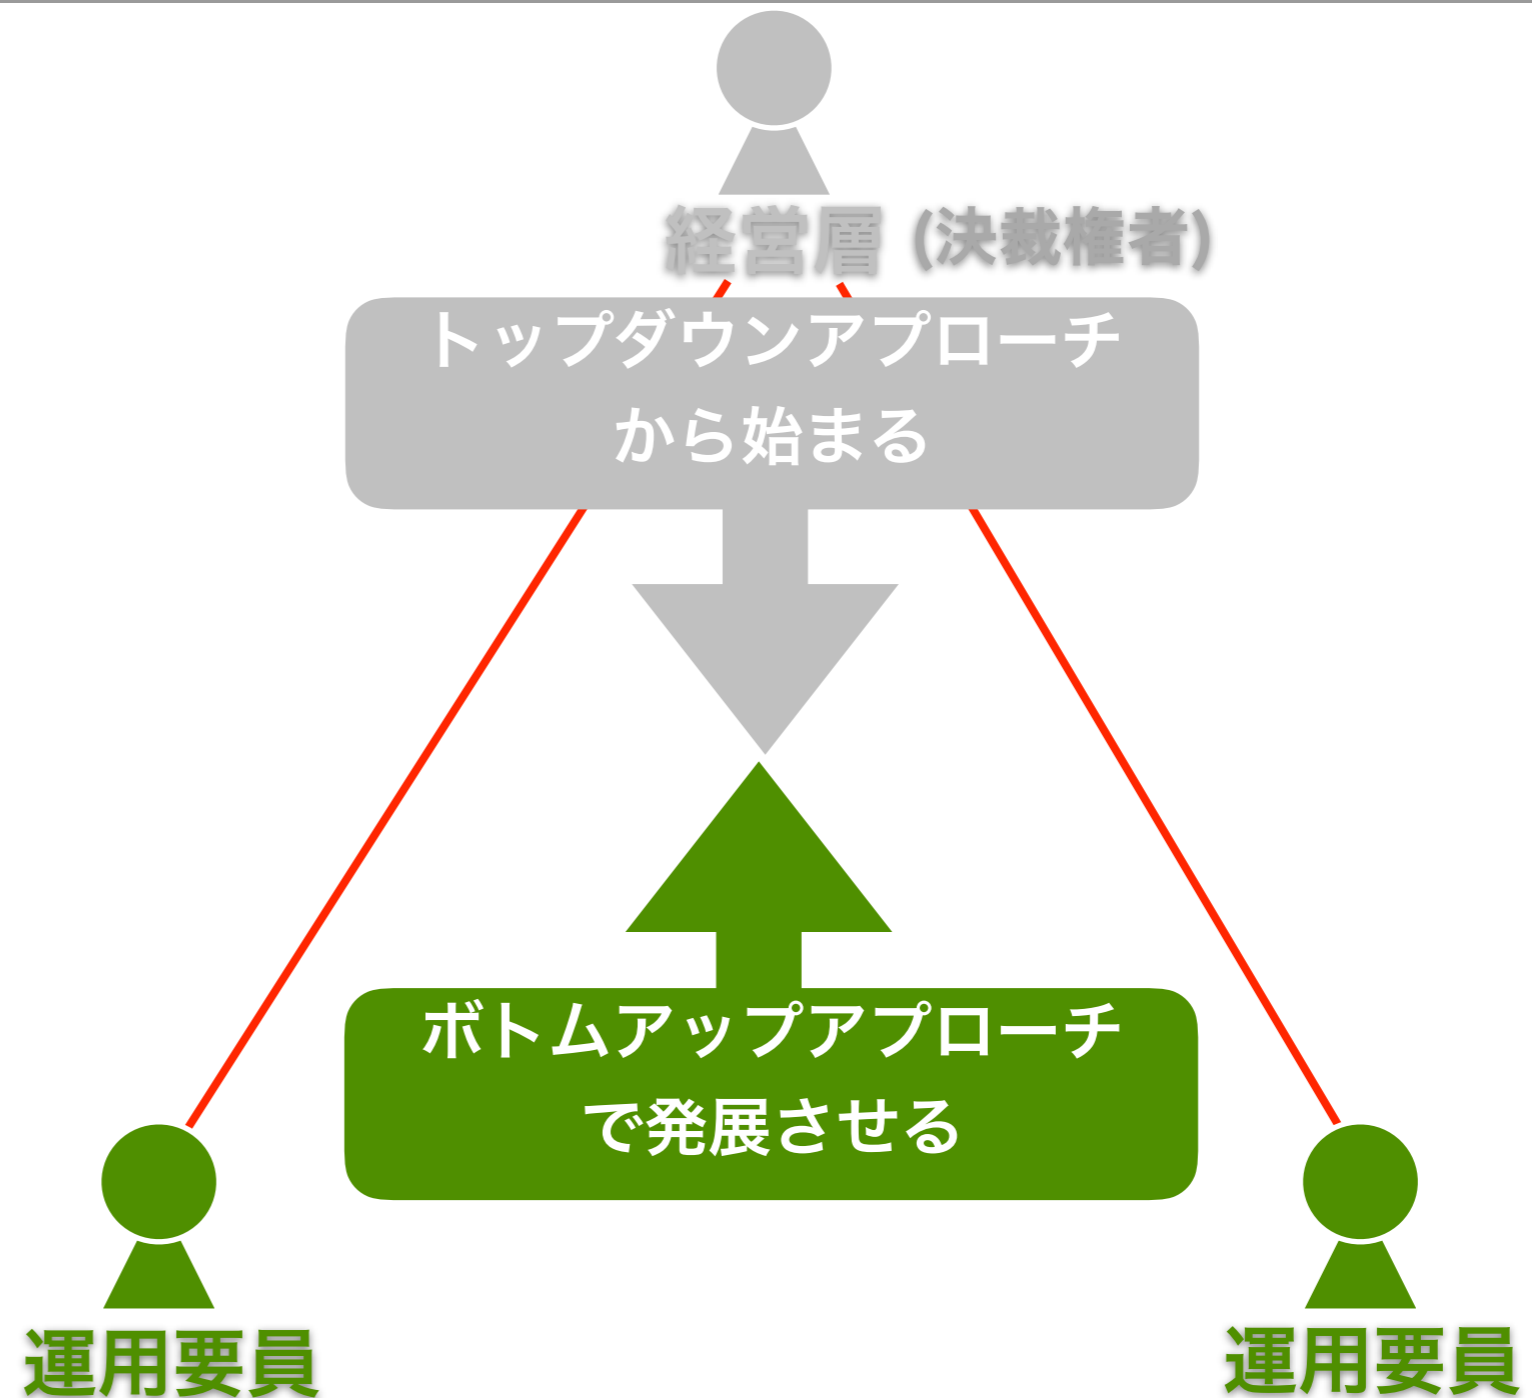 経営層 (決裁権者)
トップダウンアプローチ
から始まる
ボトムアップアプローチ
で発展させる
運用要員
運用要員